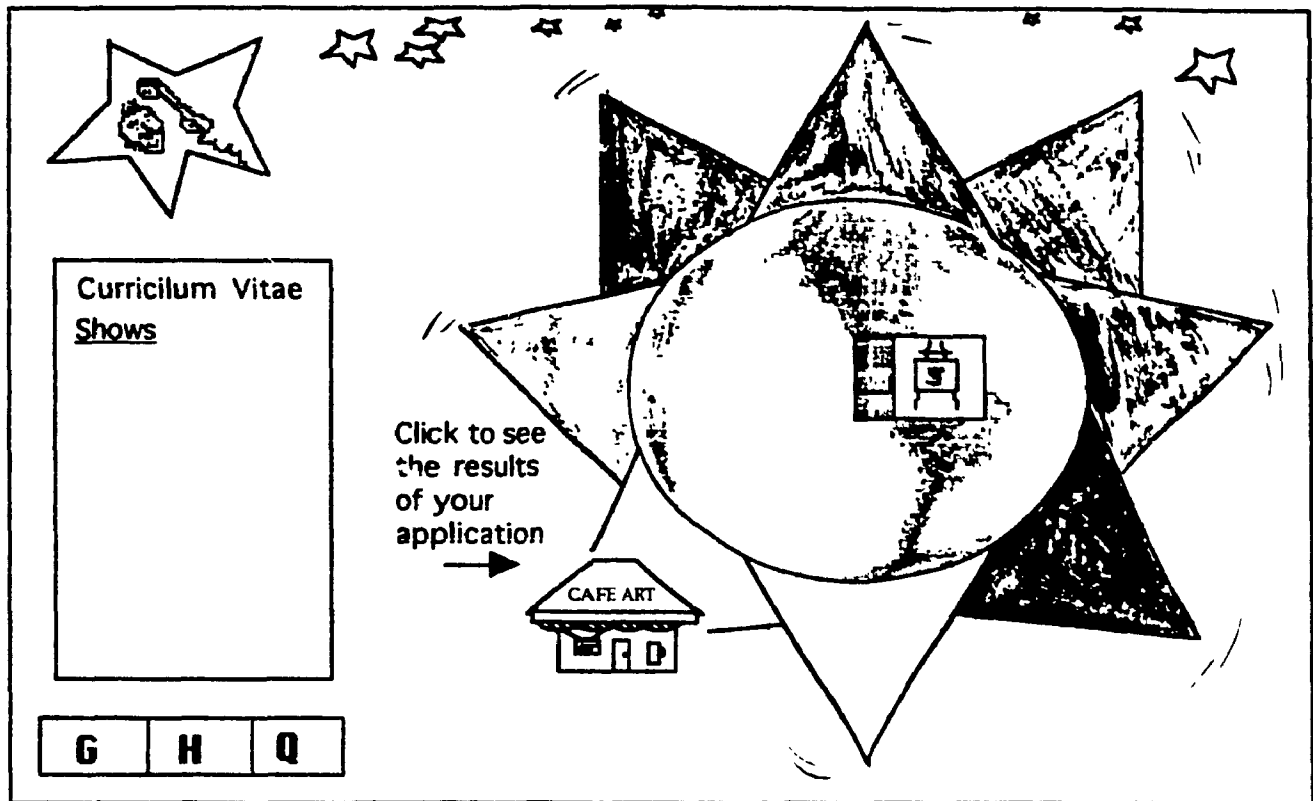 Curricilum Vitae
Shows
Click to see
the results
of your
application
CAFE ART
G H Q